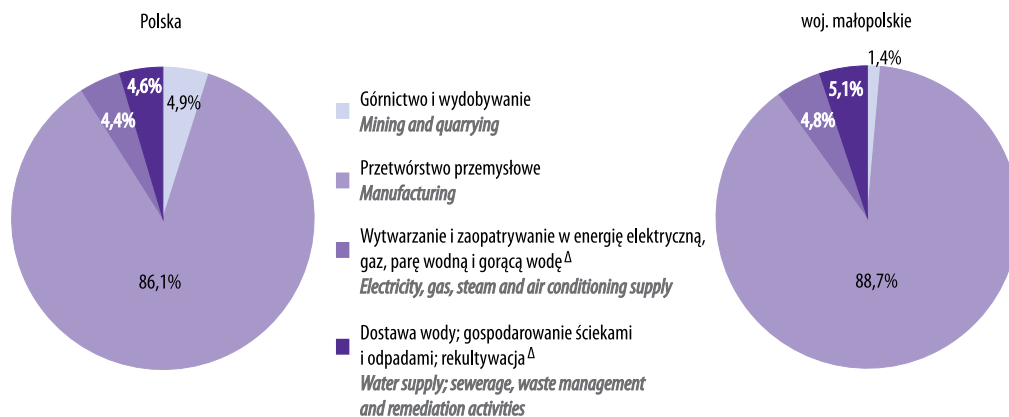 Polska
4,6%
4,9%
4,4%
86,1%
Górnictwo i wydobywanie
Mining and quarrying
Przetwórstwo przemysłowe
Manufacturing
Wytwarzanie i zaopatrywanie w energię elektryczną,
gaz, parę wodną i gorącą wodę Δ
Electricity, gas, steam and air conditioning supply
Dostawa wody; gospodarowanie ściekami
i odpadami; rekultywacja Δ
Water supply; sewerage, waste management
and remediation activities
woj. małopolskie
1,4%
5,1%
4,8%
88,7%